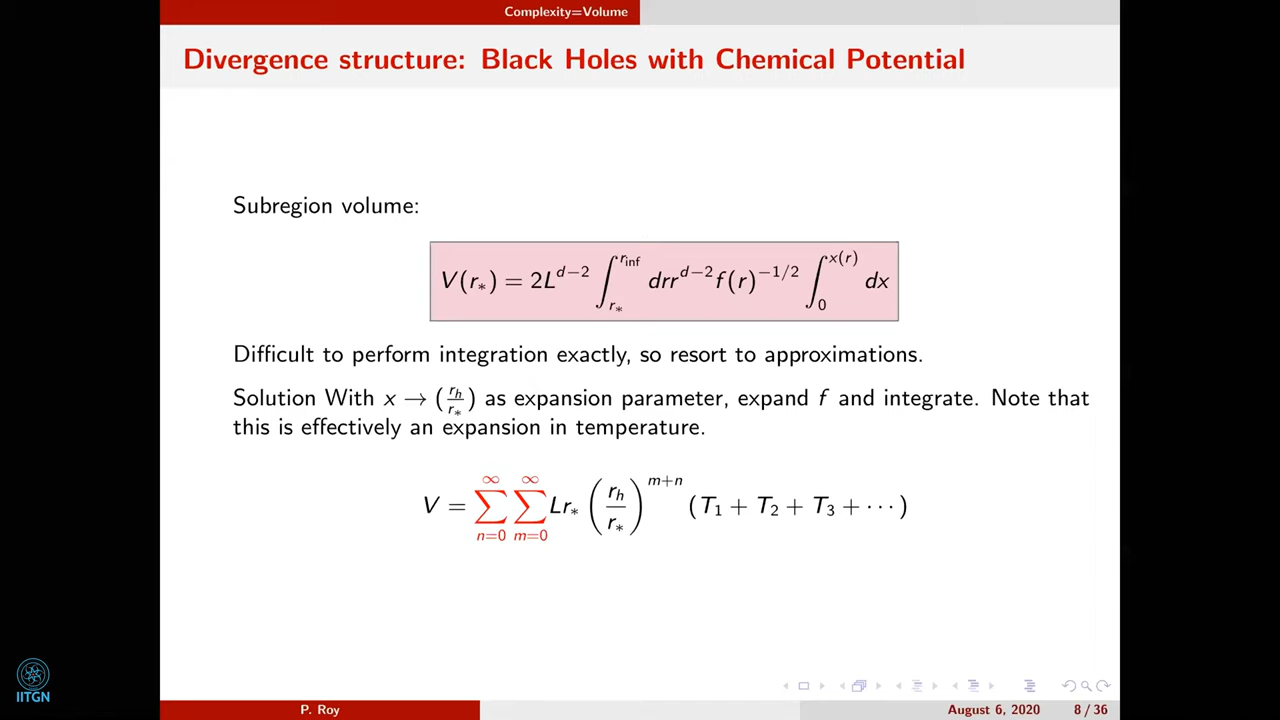 Complexity=Volume
Divergence structure: Black Holes with Chemical Potential
Subregion volume:
V(r_*) = 2L^{d−2} ∫_{r_*}^{r_{inf}} drr^{d−2} f(r)^{−1/2} ∫_0^{x(r)} dx
Difficult to perform integration exactly, so resort to approximations.
Solution With x → (r_h/r_*) as expansion parameter, expand f and integrate. Note that
this is effectively an expansion in temperature.
V = ∑_{n=0}^{∞} ∑_{m=0}^{∞} Lr_* (r_h/r_*)^{m+n} (T_1 + T_2 + T_3 + ⋯)
IITGN
P. Roy
August 6, 2020
8 / 36